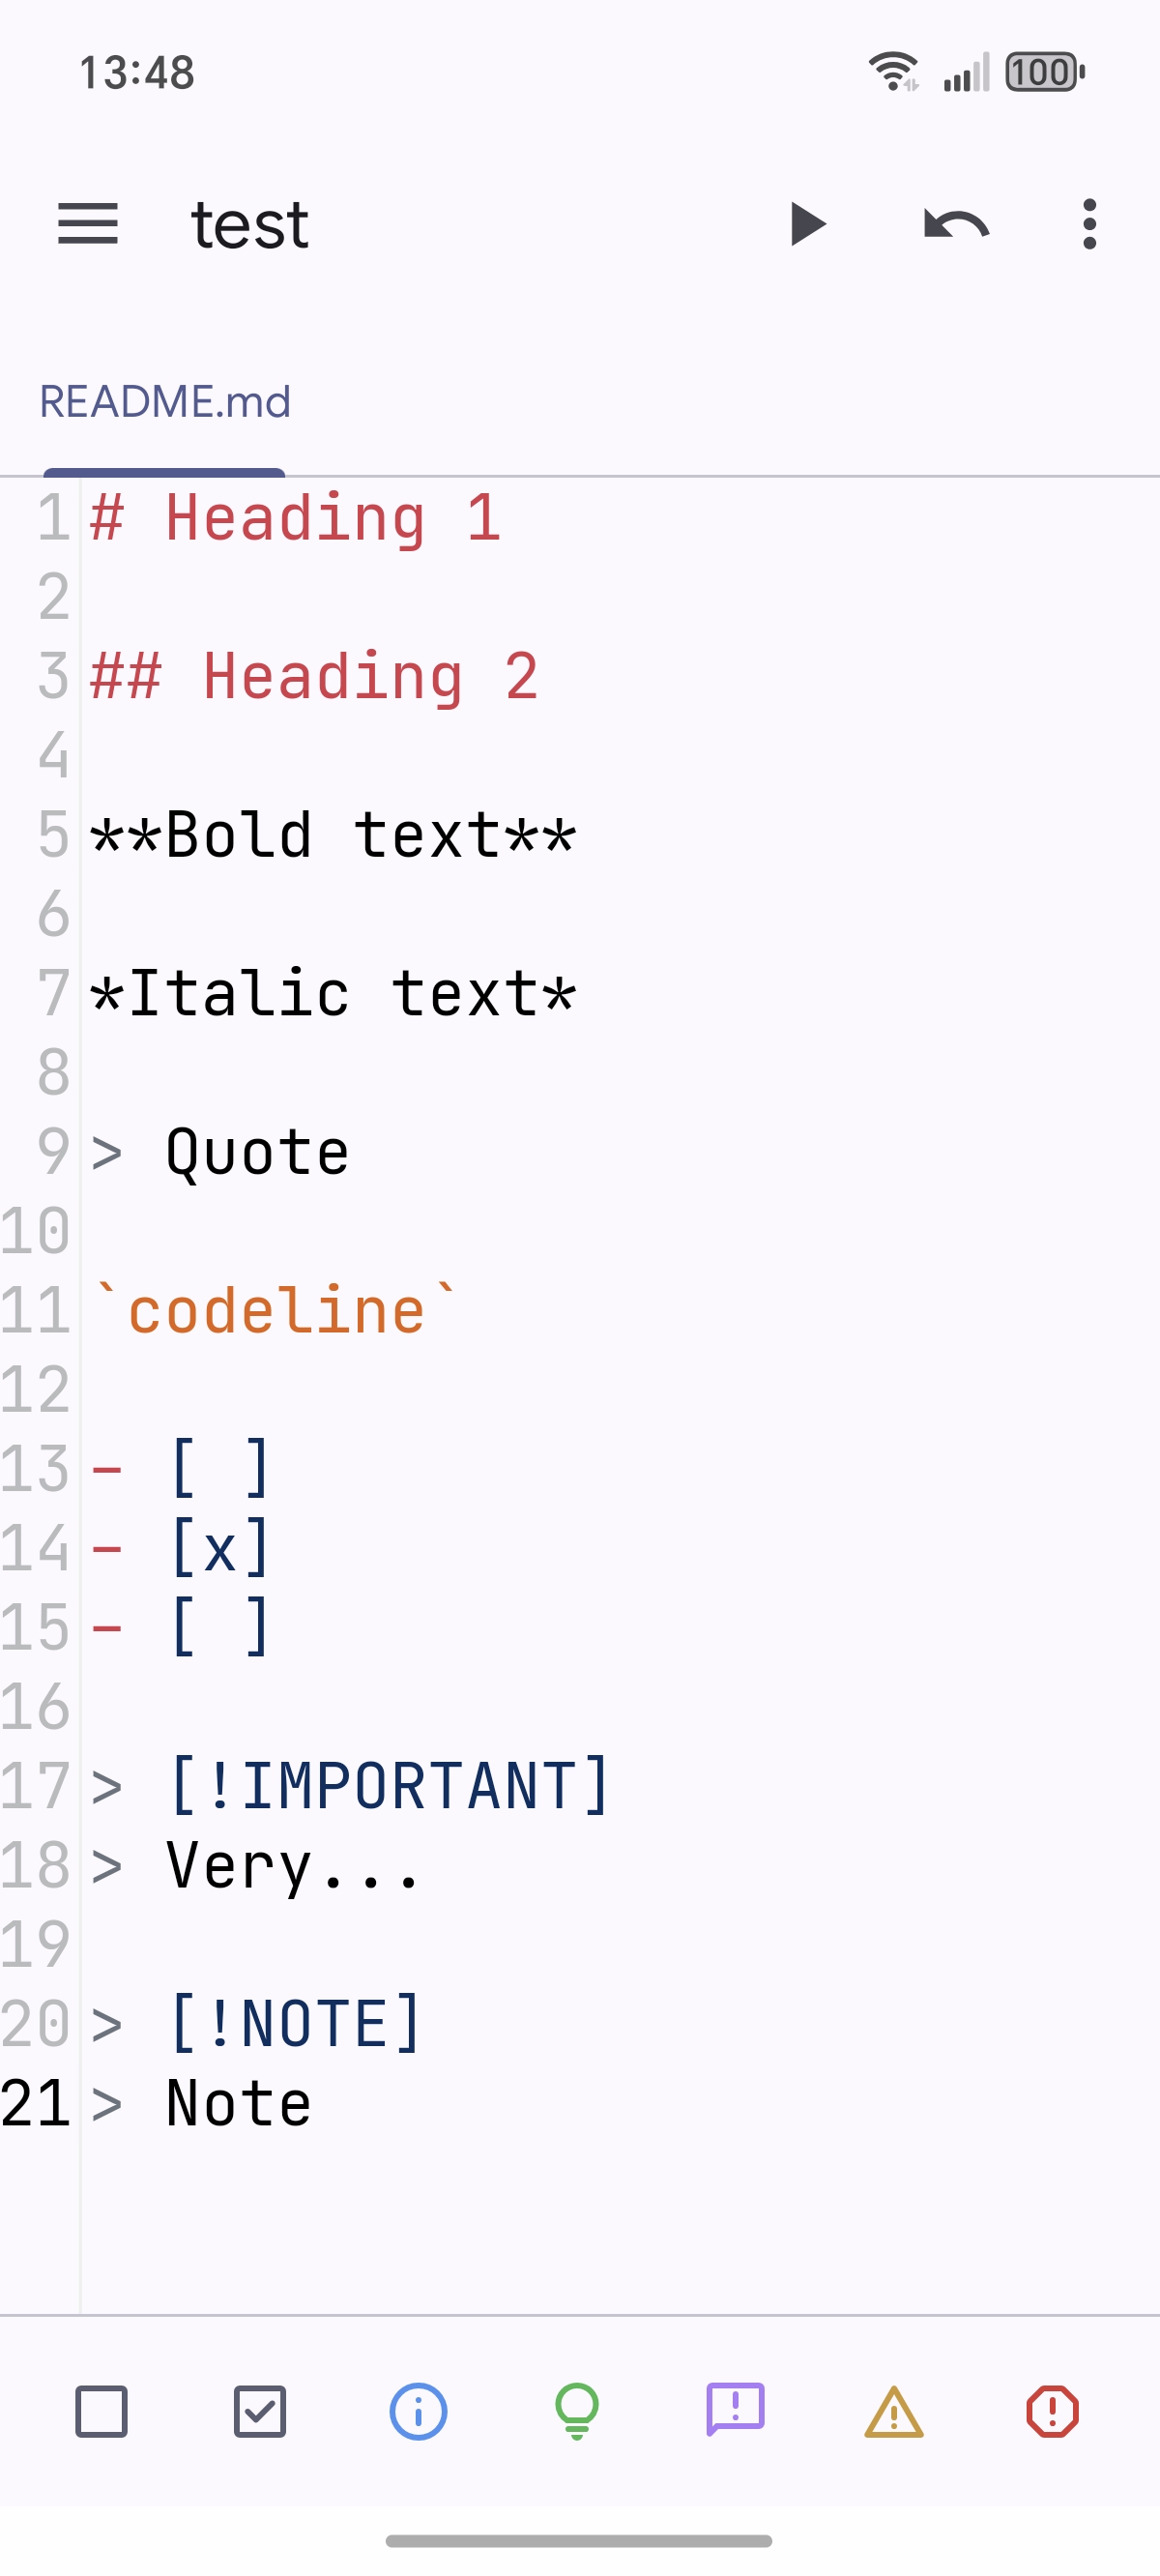 13:48
100
test
README.md
1 # Heading 1
2
3 ## Heading 2
4
5 **Bold text**
6
7 *Italic text*
8
9 > Quote
10
11 `codeline`
12
13 - [ ]
14 - [x]
15 - [ ]
16
17 > [!IMPORTANT]
18 > Very...
19
20 > [!NOTE]
21 > Note